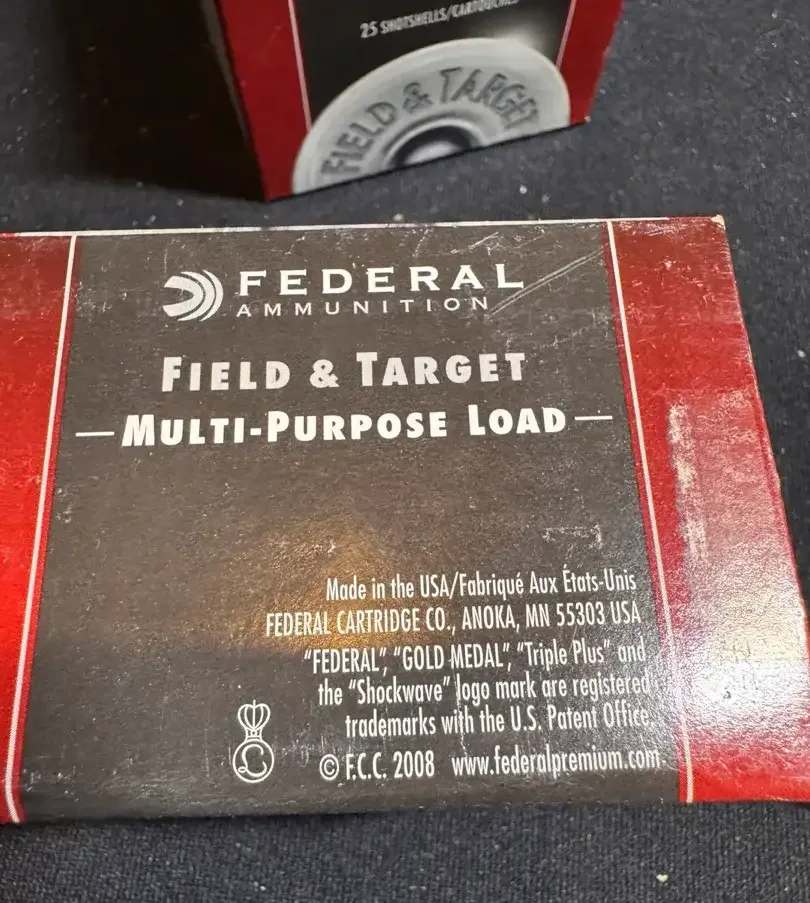 25 SHOTSHELLS/CARTOUCHES
FIELD & TARGET
FEDERAL
AMMUNITION
FIELD & TARGET
—MULTI-PURPOSE LOAD—
Made in the USA/Fabriqué Aux États-Unis
FEDERAL CARTRIDGE CO., ANOKA, MN 55303 USA
"FEDERAL", "GOLD MEDAL", "Triple Plus" and
the "Shockwave" logo mark are registered
trademarks with the U.S. Patent Office.
L
© F.C.C. 2008 www.federalpremium.com